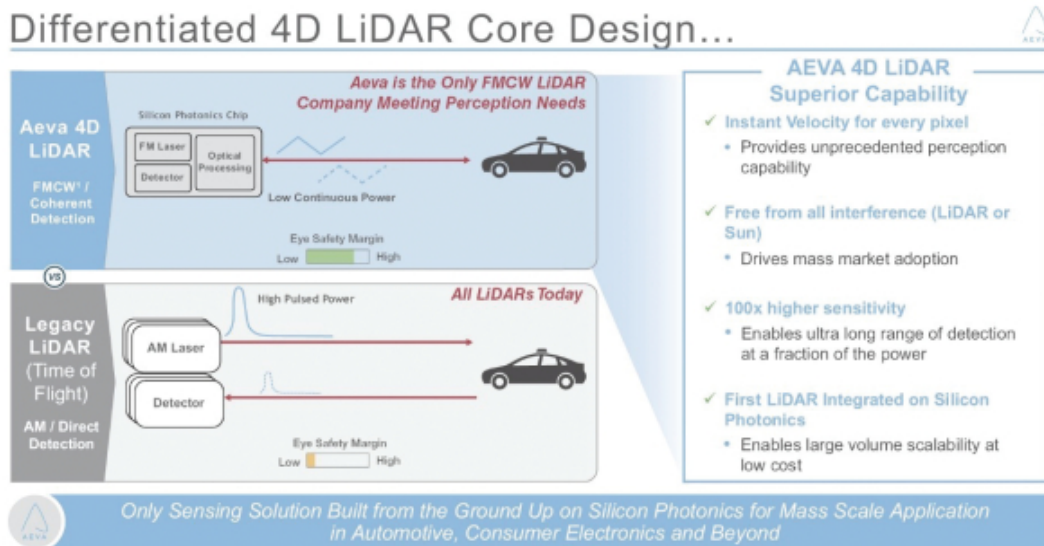 Differentiated 4D LiDAR Core Design...
AEVA
Aeva 4D
LiDAR
FMCW¹ /
Coherent
Detection
Aeva is the Only FMCW LiDAR
Company Meeting Perception Needs
Silicon Photonics Chip
FM Laser
Detector
Optical
Processing
Low Continuous Power
Eye Safety Margin
Low
High
VS
Legacy
LiDAR
(Time of
Flight)
AM / Direct
Detection
High Pulsed Power
All LiDARs Today
AM Laser
Detector
Eye Safety Margin
Low
High
AEVA 4D LiDAR
Superior Capability
✓ Instant Velocity for every pixel
• Provides unprecedented perception
capability
✓ Free from all interference (LiDAR or
Sun)
• Drives mass market adoption
✓ 100x higher sensitivity
• Enables ultra long range of detection
at a fraction of the power
✓ First LiDAR Integrated on Silicon
Photonics
• Enables large volume scalability at
low cost
AEVA
Only Sensing Solution Built from the Ground Up on Silicon Photonics for Mass Scale Application
in Automotive, Consumer Electronics and Beyond